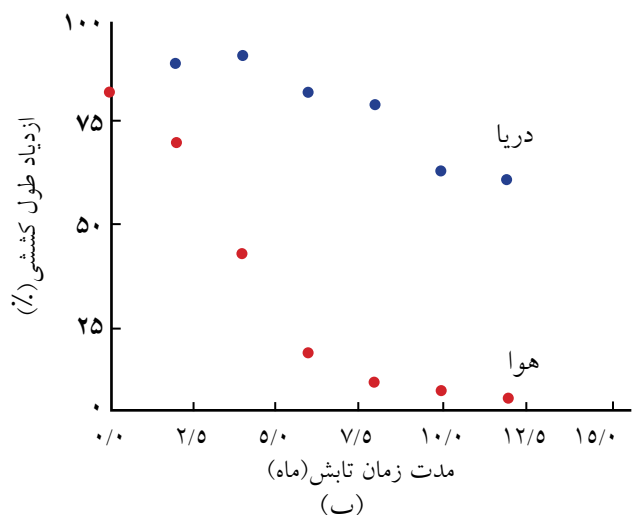 ۱۰۰
۷۵
۵۰
۲۵
۰
ازدیاد طول کششی(%)
دریا
هوا
۰/۰ ۲/۵ ۵/۰ ۷/۵ ۱۰/۰ ۱۲/۵ ۱۵/۰
مدت زمان تابش(ماه)
(ب)